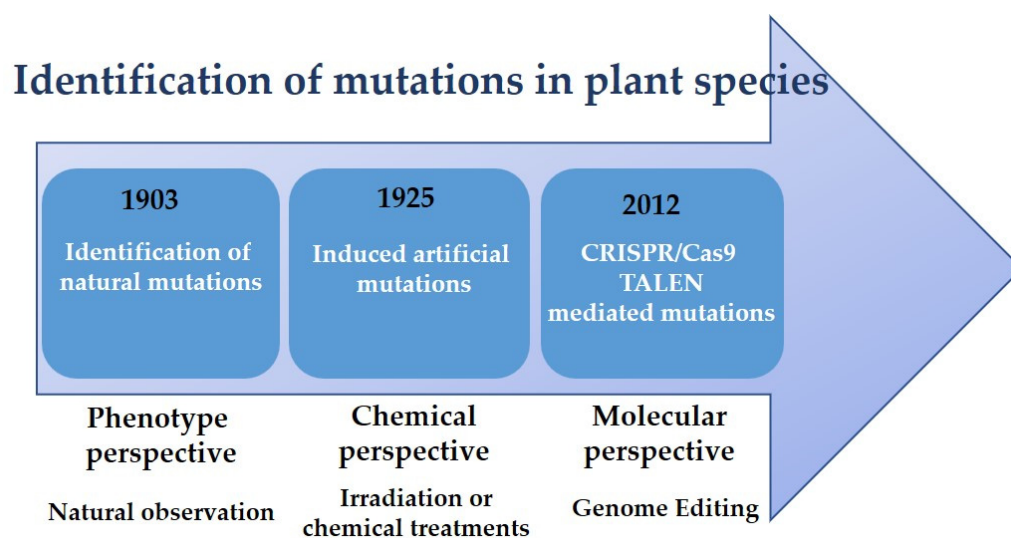 Identification of mutations in plant species
1903
Identification of
natural mutations
1925
Induced artificial
mutations
2012
CRISPR/Cas9
TALEN
mediated mutations
Phenotype
perspective
Natural observation
Chemical
perspective
Irradiation or
chemical treatments
Molecular
perspective
Genome Editing